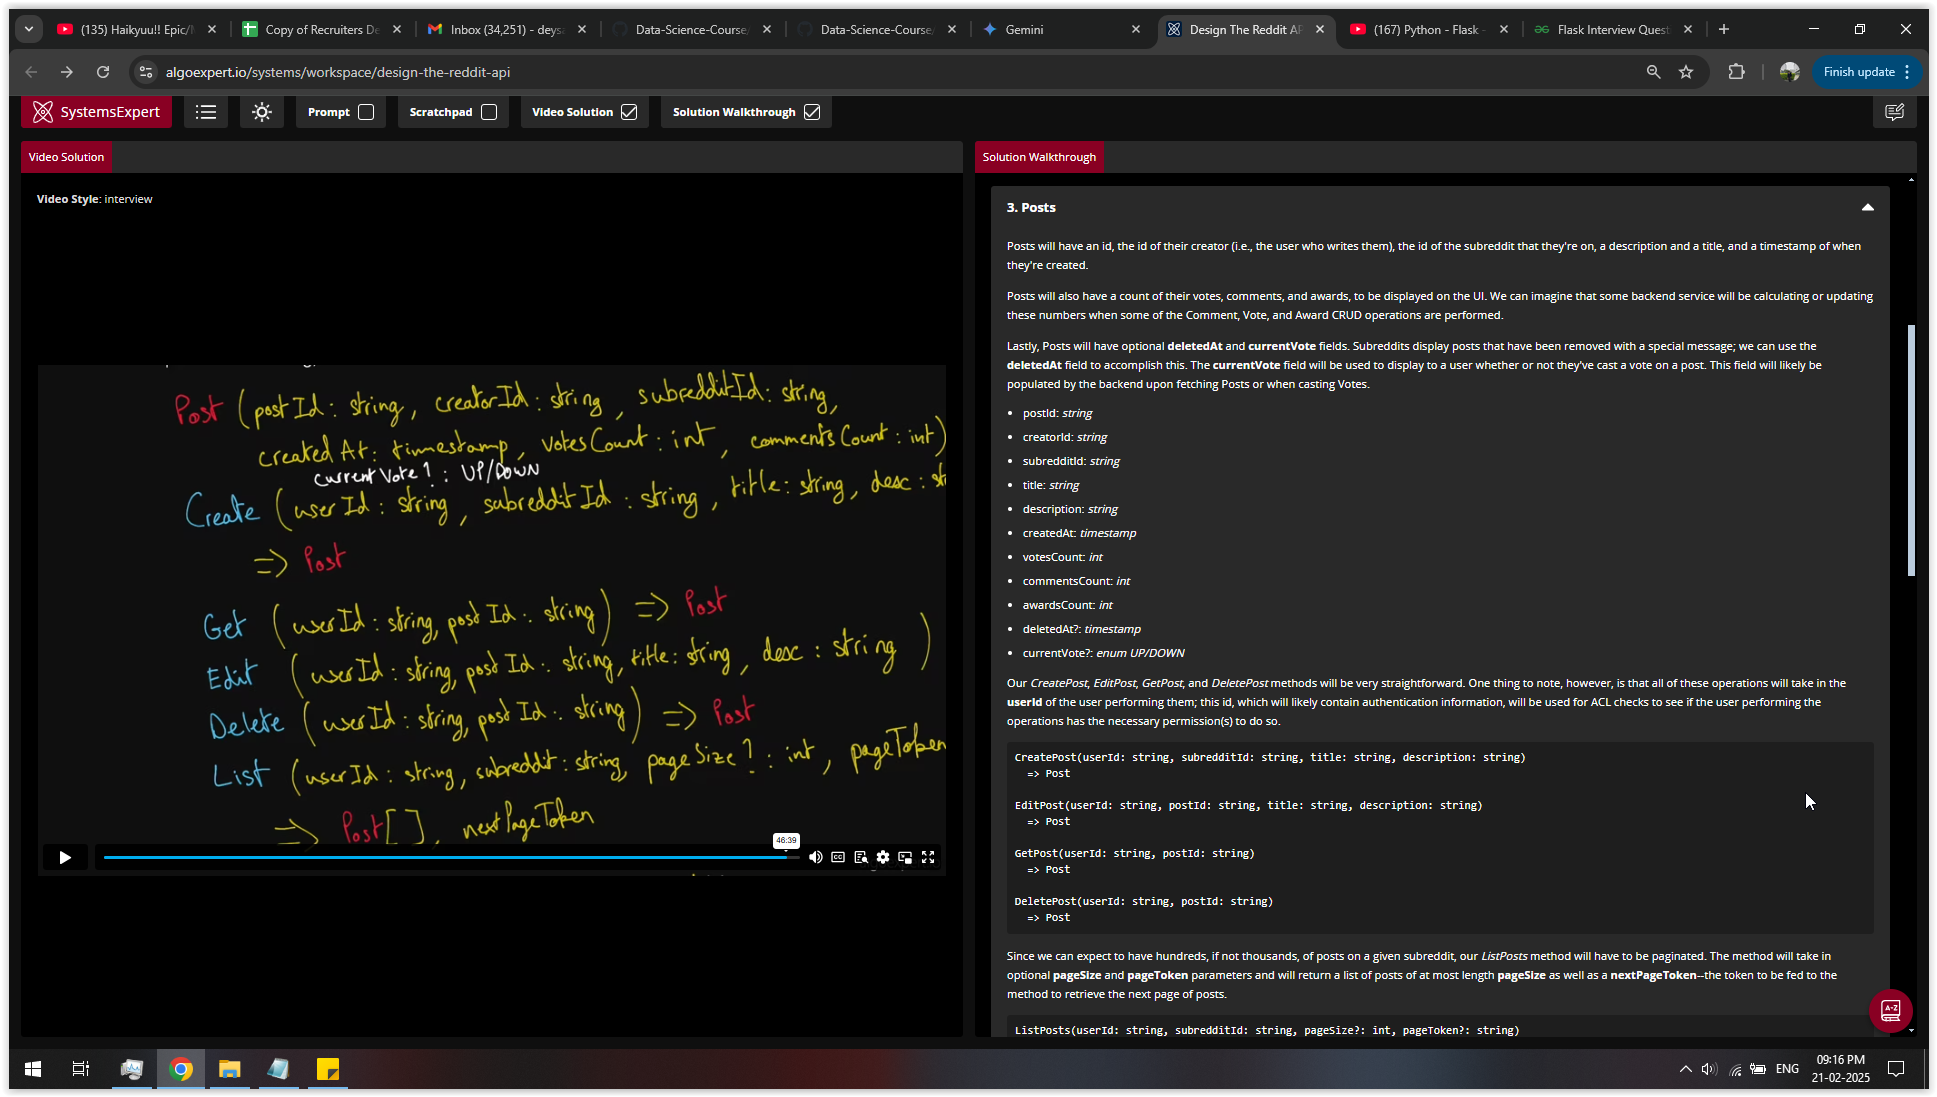 (135) Haikyuu!! Epic/
Copy of Recruiters De
Inbox (34,251) - deys
Data-Science-Course
Data-Science-Course
Gemini
Design The Reddit AP
(167) Python - Flask -
Flask Interview Quest
algoexpert.io/systems/workspace/design-the-reddit-api
Finish update
SystemsExpert
Prompt
Scratchpad
Video Solution
Solution Walkthrough
Video Solution
Video Style: interview
Post (postId: string, creatorId: string, subredditId: string,
createdAt: timestamp, votesCount: int, commentsCount: int)
currentVote?: UP/DOWN
Create (userId: string, subredditId: string, title: string, desc: st
=> Post
Get (userId: string, postId: string) => Post
Edit (userId: string, postId: string, title: string, desc: string)
Delete (userId: string, postId: string) => Post
List (userId: string, subreddit: string, pageSize?: int, pageToken
=> Post[], nextPageToken
46:39
Solution Walkthrough
3. Posts
Posts will have an id, the id of their creator (i.e., the user who writes them), the id of the subreddit that they're on, a description and a title, and a timestamp of when
they're created.
Posts will also have a count of their votes, comments, and awards, to be displayed on the UI. We can imagine that some backend service will be calculating or updating
these numbers when some of the Comment, Vote, and Award CRUD operations are performed.
Lastly, Posts will have optional deletedAt and currentVote fields. Subreddits display posts that have been removed with a special message; we can use the
deletedAt field to accomplish this. The currentVote field will be used to display to a user whether or not they've cast a vote on a post. This field will likely be
populated by the backend upon fetching Posts or when casting Votes.
• postId: string
• creatorId: string
• subredditId: string
• title: string
• description: string
• createdAt: timestamp
• votesCount: int
• commentsCount: int
• awardsCount: int
• deletedAt?: timestamp
• currentVote?: enum UP/DOWN
Our CreatePost, EditPost, GetPost, and DeletePost methods will be very straightforward. One thing to note, however, is that all of these operations will take in the
userId of the user performing them; this id, which will likely contain authentication information, will be used for ACL checks to see if the user performing the
operations has the necessary permission(s) to do so.
CreatePost(userId: string, subredditId: string, title: string, description: string)
=> Post
EditPost(userId: string, postId: string, title: string, description: string)
=> Post
GetPost(userId: string, postId: string)
=> Post
DeletePost(userId: string, postId: string)
=> Post
Since we can expect to have hundreds, if not thousands, of posts on a given subreddit, our ListPosts method will have to be paginated. The method will take in
optional pageSize and pageToken parameters and will return a list of posts of at most length pageSize as well as a nextPageToken--the token to be fed to the
method to retrieve the next page of posts.
ListPosts(userId: string, subredditId: string, pageSize?: int, pageToken?: string)
A-Z
ENG
09:16 PM
21-02-2025